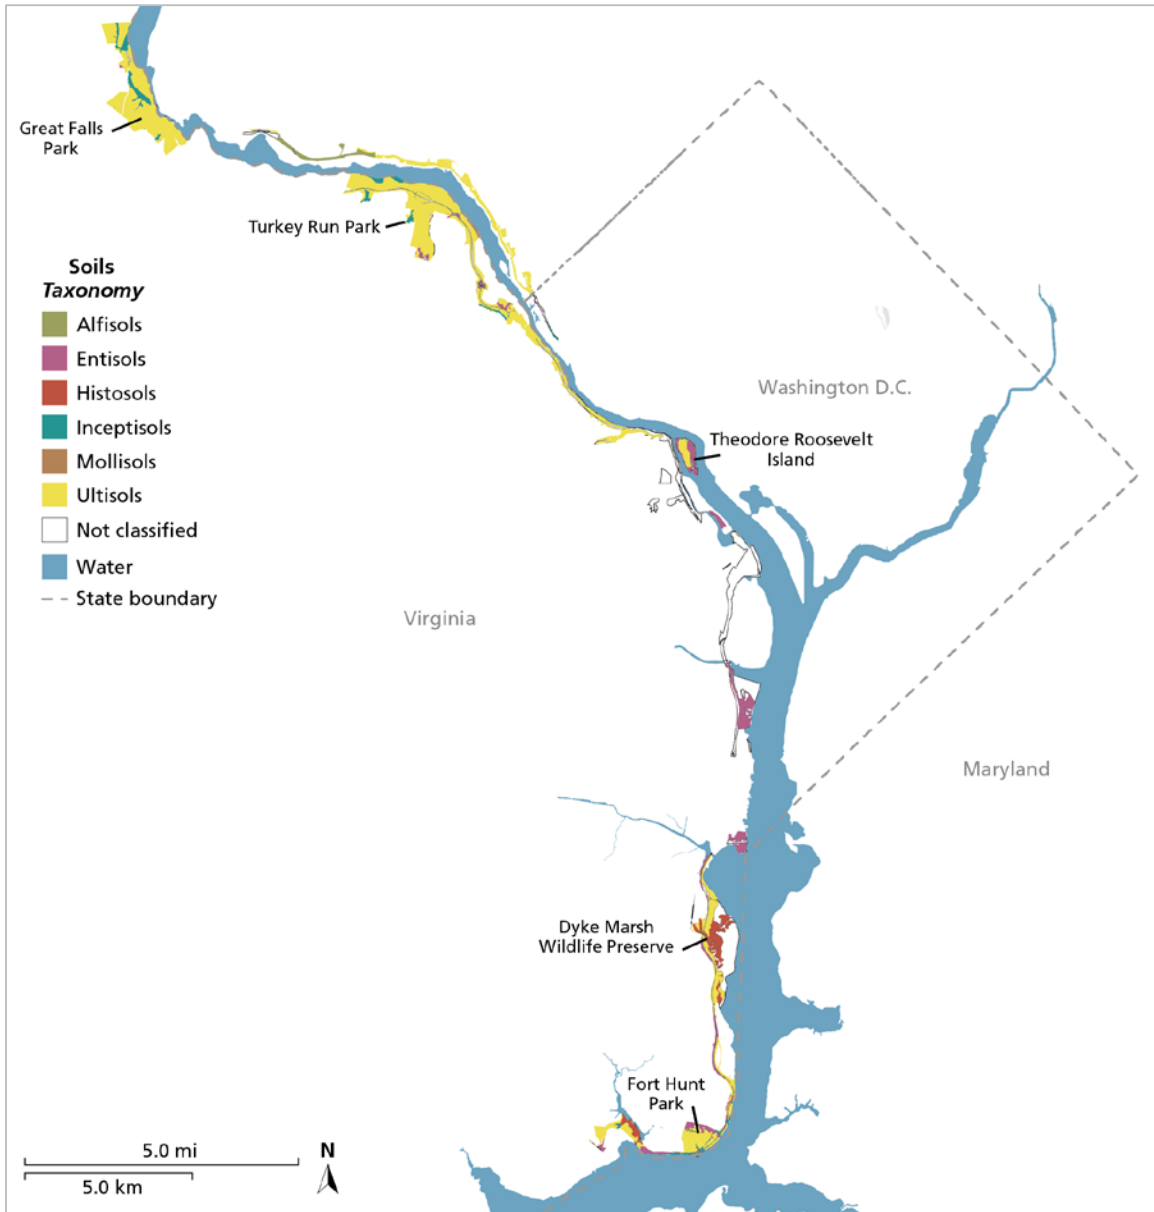 Great Falls
Park
Turkey Run Park
Soils
Taxonomy
Alfisols
Entisols
Histosols
Inceptisols
Mollisols
Ultisols
Not classified
Water
State boundary
Washington D.C.
Theodore Roosevelt
Island
Virginia
Maryland
Dyke Marsh
Wildlife Preserve
Fort Hunt
Park
5.0 mi
5.0 km
N